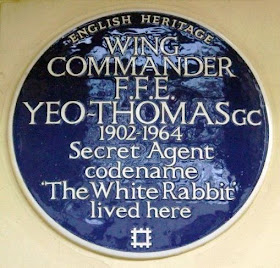 ENGLISH HERITAGE
WING
COMMANDER
F.F.E.
YEO-THOMAS GC
1902-1964
Secret Agent
codename
'The White Rabbit'
lived here